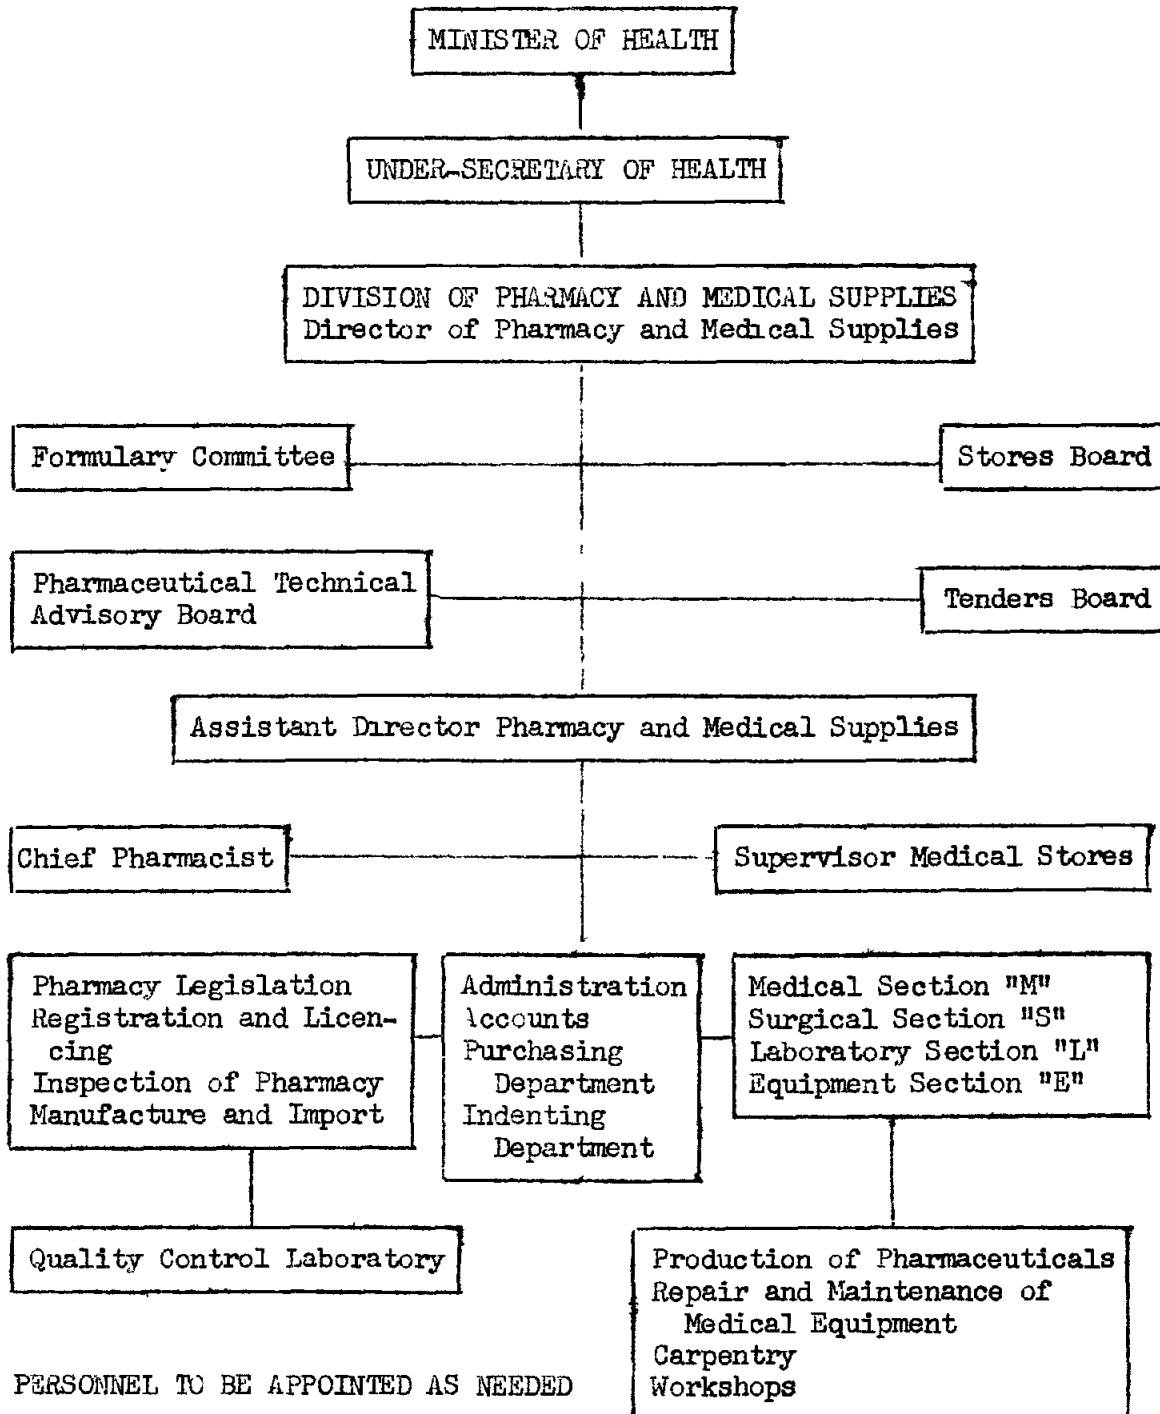 MINISTER OF HEALTH
UNDER-SECRETARY OF HEALTH
DIVISION OF PHARMACY AND MEDICAL SUPPLIES
Director of Pharmacy and Medical Supplies
Formulary Committee
Stores Board
Pharmaceutical Technical
Advisory Board
Tenders Board
Assistant Director Pharmacy and Medical Supplies
Chief Pharmacist
Supervisor Medical Stores
Pharmacy Legislation
Registration and Licen-
cing
Inspection of Pharmacy
Manufacture and Import
Administration
Accounts
Purchasing
Department
Indenting
Department
Medical Section "M"
Surgical Section "S"
Laboratory Section "L"
Equipment Section "E"
Quality Control Laboratory
Production of Pharmaceuticals
Repair and Maintenance of
Medical Equipment
Carpentry
Workshops
PERSONNEL TO BE APPOINTED AS NEEDED